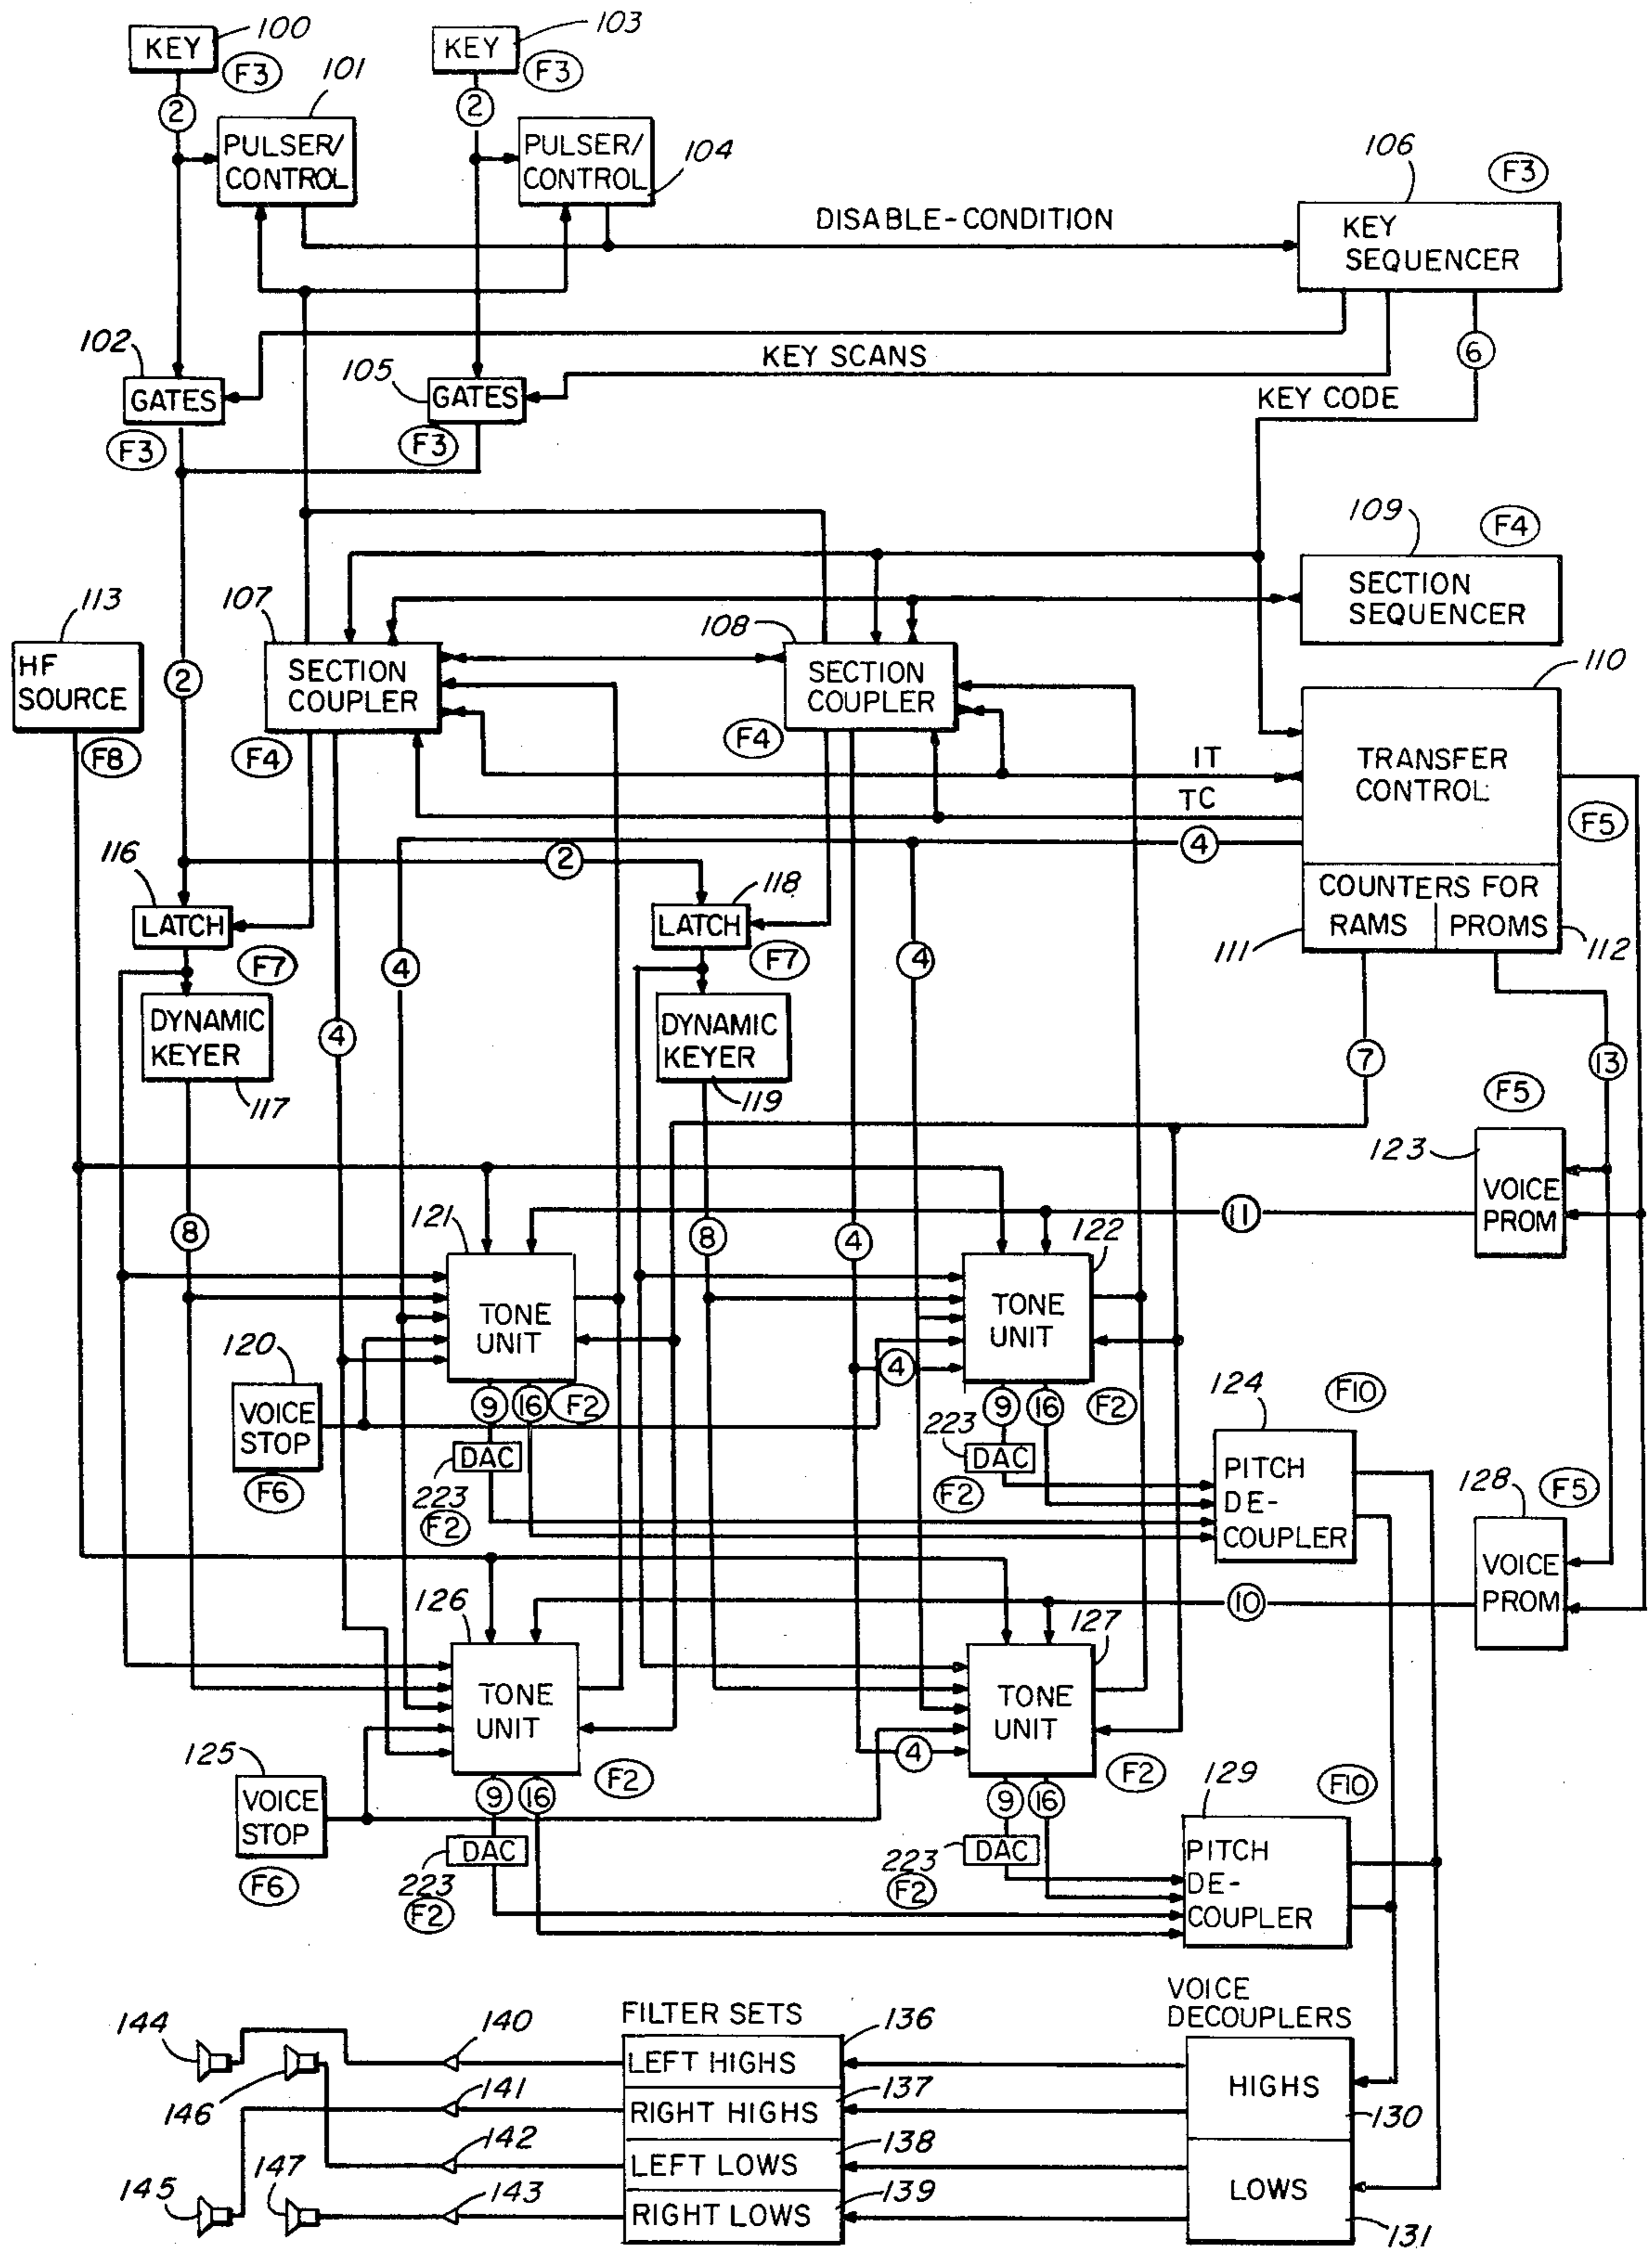 100
103
KEY
KEY
F3
F3
101
2
2
PULSER/
CONTROL
PULSER/
CONTROL
104
106
F3
DISABLE-CONDITION
KEY
SEQUENCER
102
KEY SCANS
6
105
GATES
GATES
KEY CODE
F3
F3
109
F4
SECTION
SEQUENCER
113
107
108
HF
SOURCE
2
SECTION
COUPLER
SECTION
COUPLER
110
F8
F4
F4
IT
TRANSFER
CONTROL
TC
F5
116
2
4
118
COUNTERS FOR
LATCH
LATCH
RAMS
PROMS
111
112
F7
F7
4
4
DYNAMIC
KEYER
4
DYNAMIC
KEYER
7
13
117
119
F5
123
VOICE
PROM
121
11
122
8
8
4
TONE
UNIT
TONE
UNIT
120
4
124
F10
VOICE
STOP
9
16
F2
9
16
F2
223
DAC
DAC
PITCH
DE-
COUPLER
F6
223
F2
F2
128
F5
VOICE
PROM
126
10
127
TONE
UNIT
TONE
UNIT
125
4
F2
F2
129
F10
VOICE
STOP
9
16
9
16
DAC
DAC
PITCH
DE-
COUPLER
F6
223
F2
223
F2
VOICE
DECOUPLERS
FILTER SETS
144
140
136
LEFT HIGHS
HIGHS
146
141
137
RIGHT HIGHS
130
142
138
LEFT LOWS
LOWS
145
147
143
139
RIGHT LOWS
131